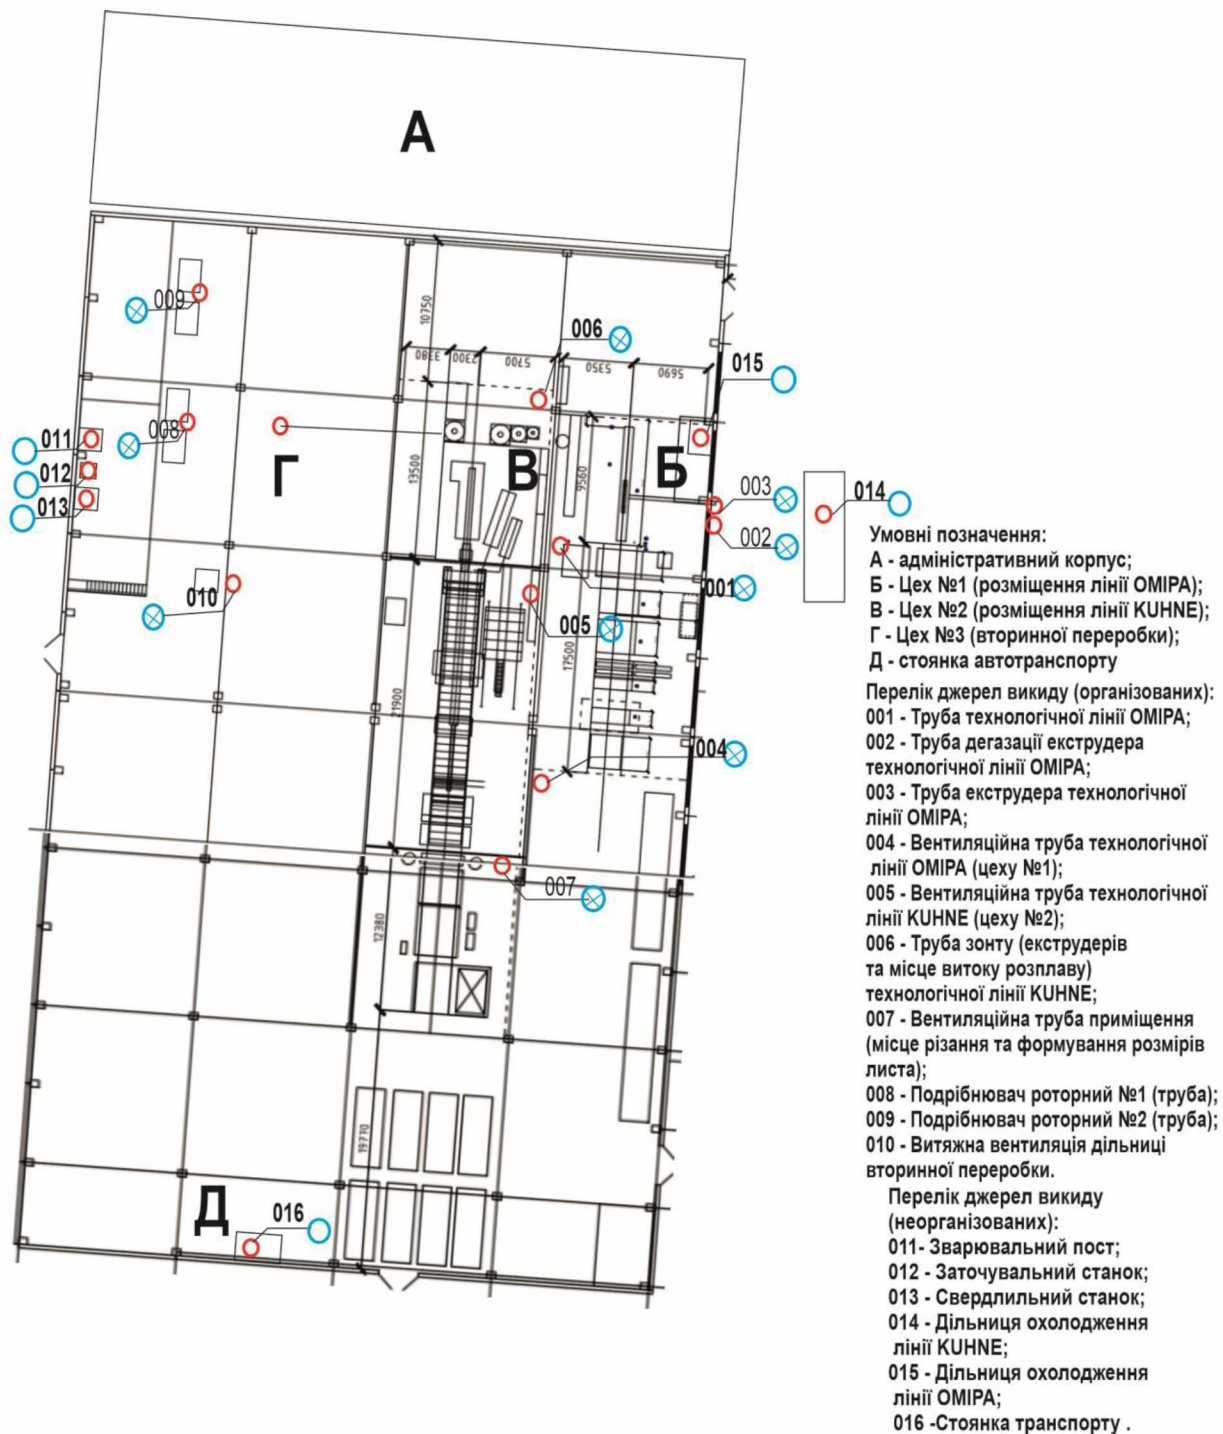 А
009
10750
006
3380
2300
5700
5350
5690
015
011
008
012
013
Г
13500
В
9560
Б
003
002
014
001
010
005
17500
21900
004
007
12380
19770
Д
016
Умовні позначення:
А - адміністративний корпус;
Б - Цех №1 (розміщення лінії ОМІРА);
В - Цех №2 (розміщення лінії KUHNE);
Г - Цех №3 (вторинної переробки);
Д - стоянка автотранспорту
Перелік джерел викиду (організованих):
001 - Труба технологічної лінії ОМІРА;
002 - Труба дегазації екструдера
технологічної лінії ОМІРА;
003 - Труба екструдера технологічної
лінії ОМІРА;
004 - Вентиляційна труба технологічної
лінії ОМІРА (цеху №1);
005 - Вентиляційна труба технологічної
лінії KUHNE (цеху №2);
006 - Труба зонту (екструдерів
та місце витоку розплаву)
технологічної лінії KUHNE;
007 - Вентиляційна труба приміщення
(місце різання та формування розмірів
листа);
008 - Подрібнювач роторний №1 (труба);
009 - Подрібнювач роторний №2 (труба);
010 - Витяжна вентиляція дільниці
вторинної переробки.
Перелік джерел викиду
(неорганізованих):
011- Зварювальний пост;
012 - Заточувальний станок;
013 - Свердлильний станок;
014 - Дільниця охолодження
лінії KUHNE;
015 - Дільниця охолодження
лінії ОМІРА;
016 -Стоянка транспорту .